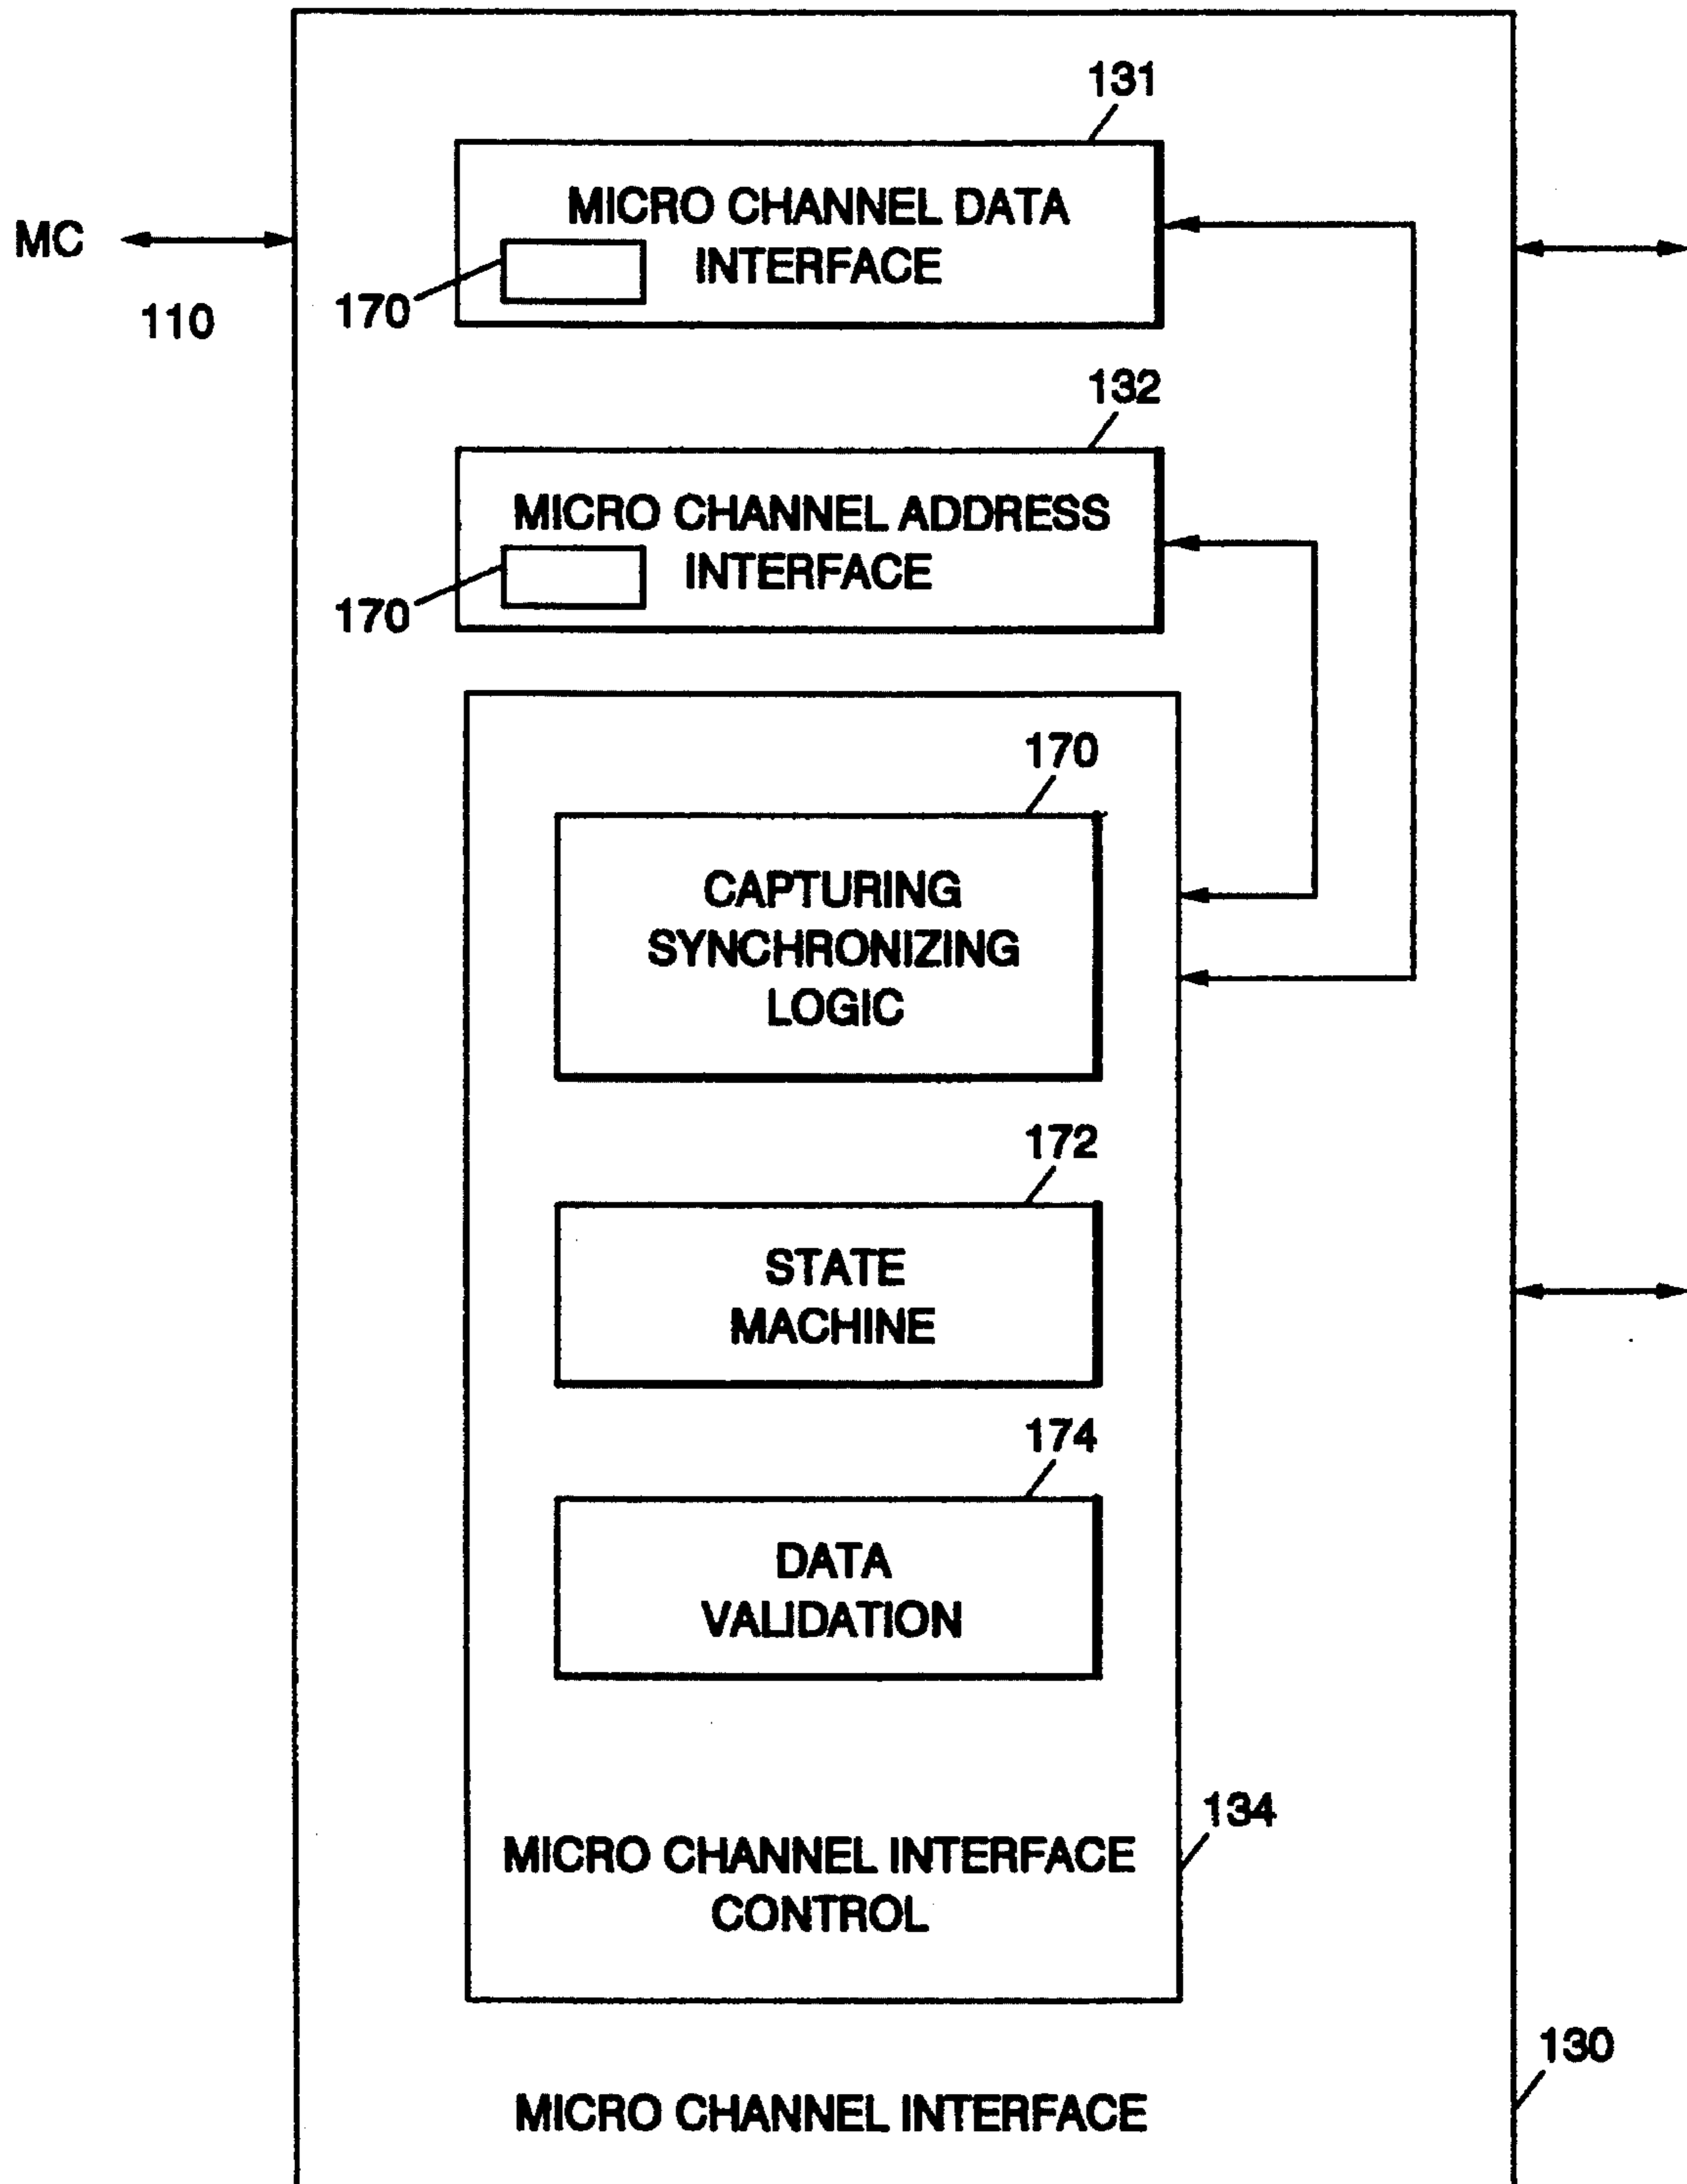 131
MICRO CHANNEL DATA
INTERFACE
MC
170
110
132
MICRO CHANNEL ADDRESS
INTERFACE
170
170
CAPTURING
SYNCHRONIZING
LOGIC
172
STATE
MACHINE
174
DATA
VALIDATION
134
MICRO CHANNEL INTERFACE
CONTROL
130
MICRO CHANNEL INTERFACE